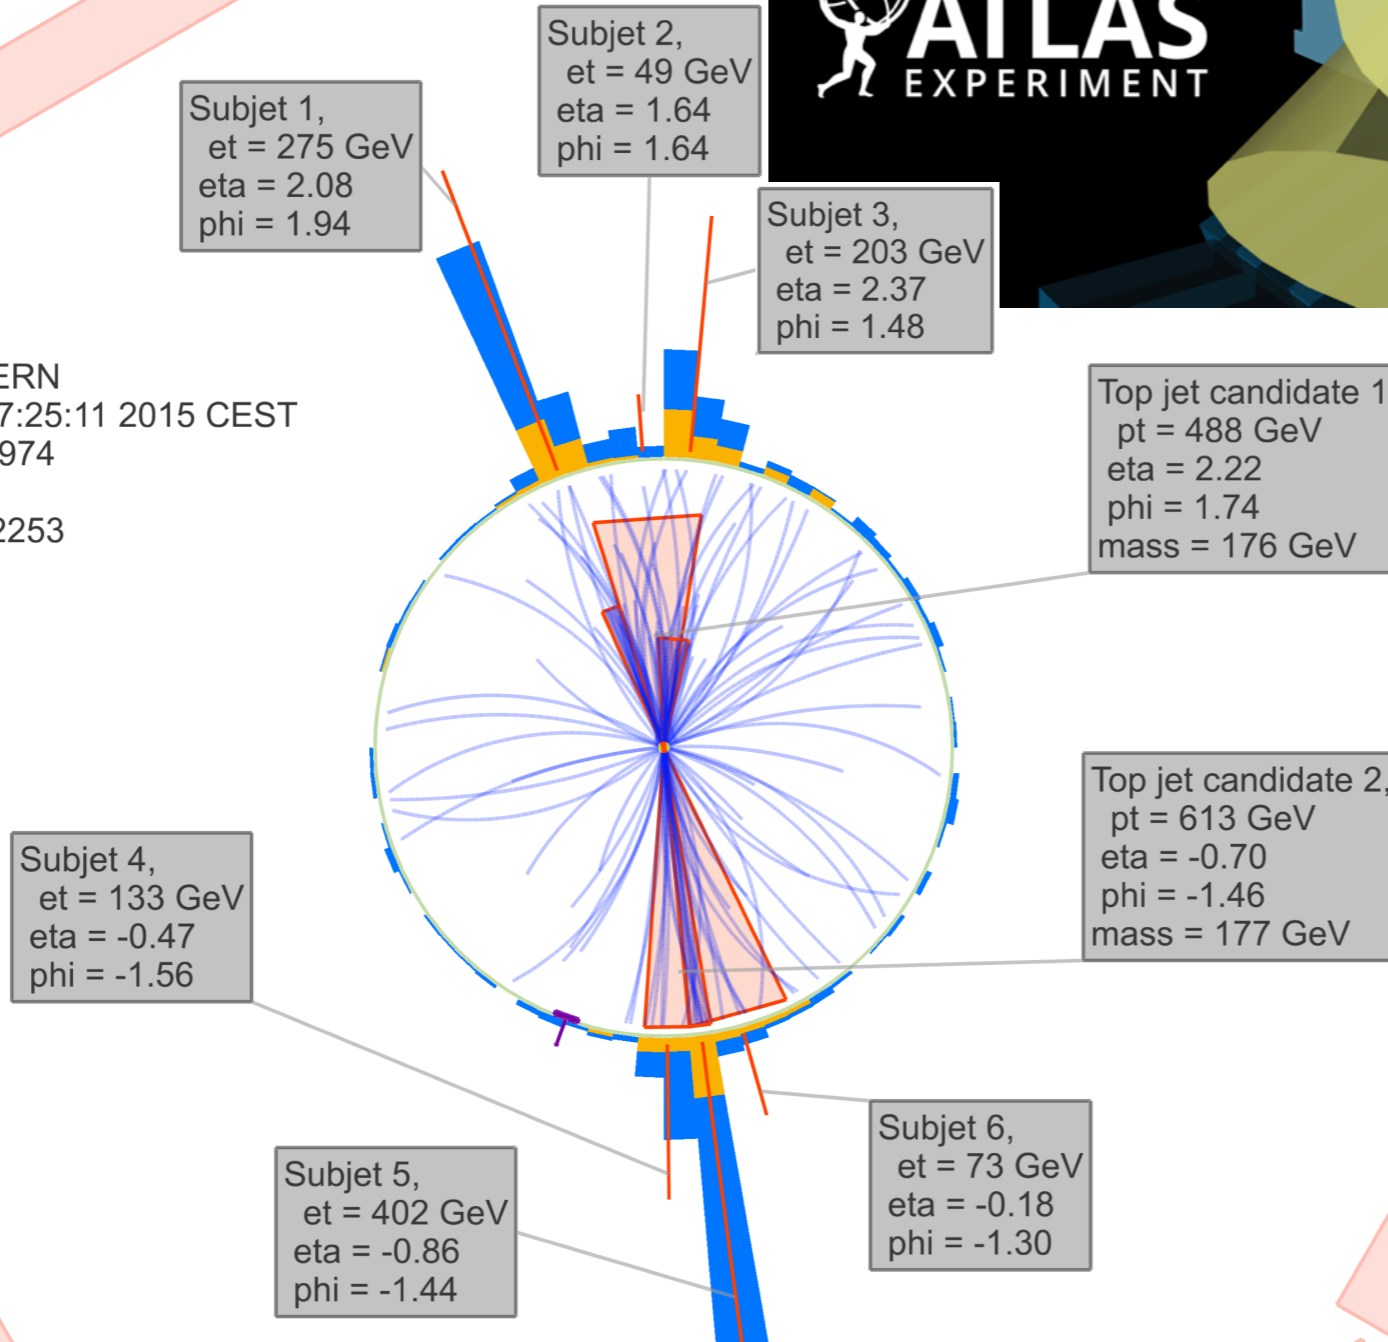 Subjet 2,
et = 49 GeV
eta = 1.64
phi = 1.64
ATLAS
EXPERIMENT
Subjet 1,
et = 275 GeV
eta = 2.08
phi = 1.94
Subjet 3,
et = 203 GeV
eta = 2.37
phi = 1.48
ERN
7:25:11 2015 CEST
974
2253
Top jet candidate 1
pt = 488 GeV
eta = 2.22
phi = 1.74
mass = 176 GeV
Top jet candidate 2,
pt = 613 GeV
eta = -0.70
phi = -1.46
mass = 177 GeV
Subjet 4,
et = 133 GeV
eta = -0.47
phi = -1.56
Subjet 5,
et = 402 GeV
eta = -0.86
phi = -1.44
Subjet 6,
et = 73 GeV
eta = -0.18
phi = -1.30